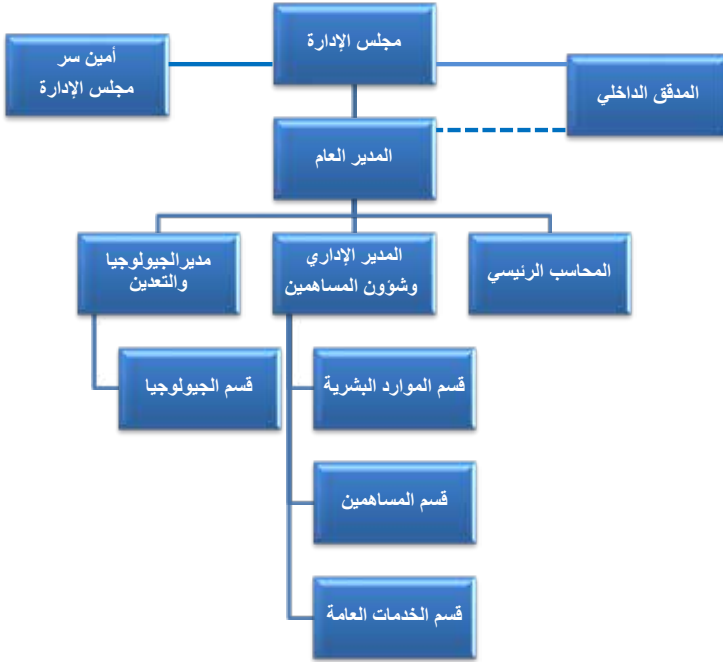 مجلس الإدارة
أمين سر
مجلس الإدارة
المدقق الداخلي
المدير العام
المحاسب الرئيسي
المدير الإداري
وشؤون المساهمين
مديرالجيولوجيا
والتعدين
قسم الموارد البشرية
قسم الجيولوجيا
قسم المساهمين
قسم الخدمات العامة